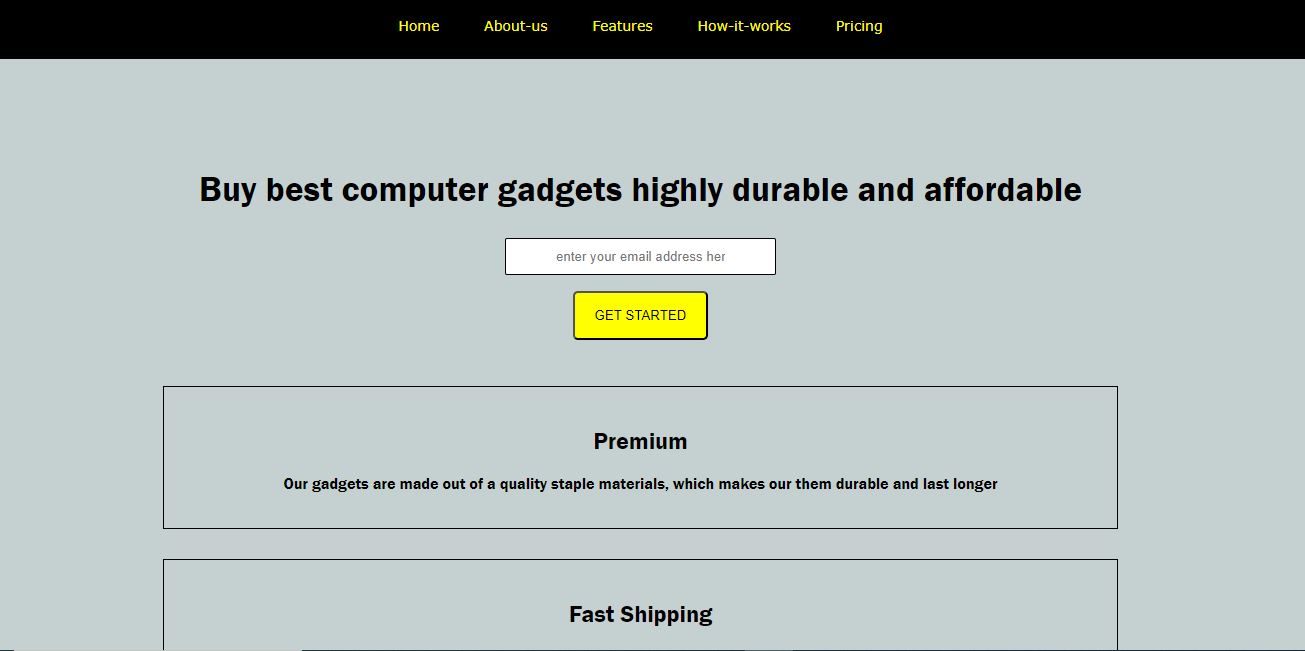 Home About-us Features How-it-works Pricing
Buy best computer gadgets highly durable and affordable
enter your email address her
GET STARTED
Premium
Our gadgets are made out of a quality staple materials, which makes our them durable and last longer
Fast Shipping